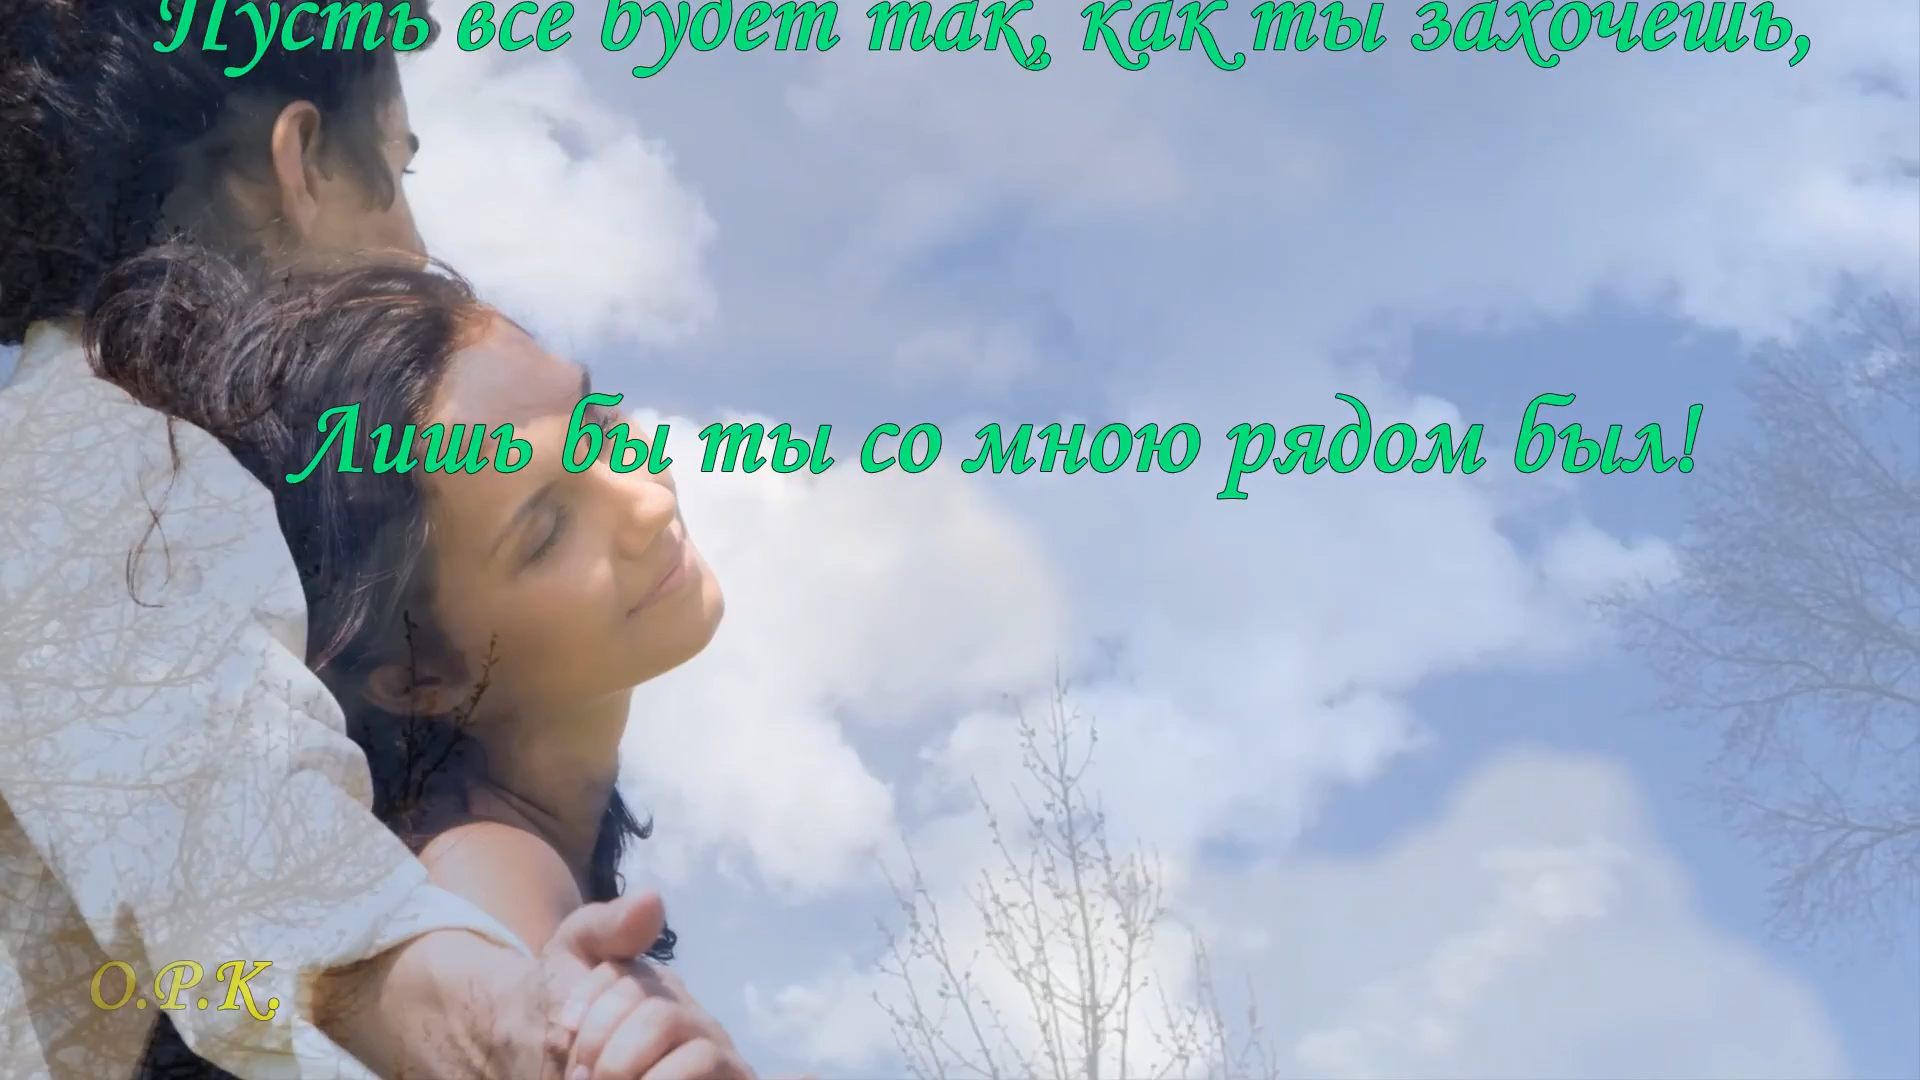 Пусть все будет так, как ты захочешь,
Лишь бы ты со мною рядом был!
О.Р.К.